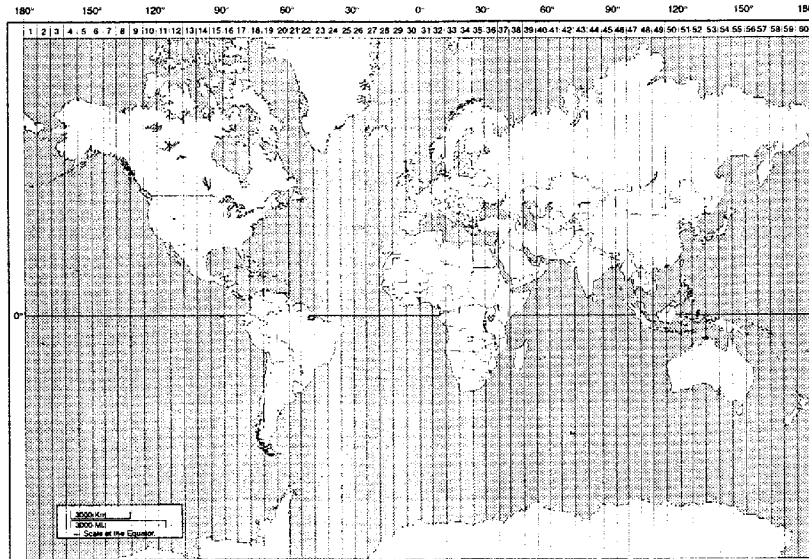 180° 150° 120° 90° 60° 30° 0° 30° 60° 90° 120° 150° 180°
1 2 3 4 5 6 7 8 9 10 11 12 13 14 15 16 17 18 19 20 21 22 23 24 25 26 27 28 29 30 31 32 33 34 35 36 37 38 39 40 41 42 43 44 45 46 47 48 49 50 51 52 53 54 55 56 57 58 59 60
0°
3000 Km
3000 Mi
Scale at the Equator